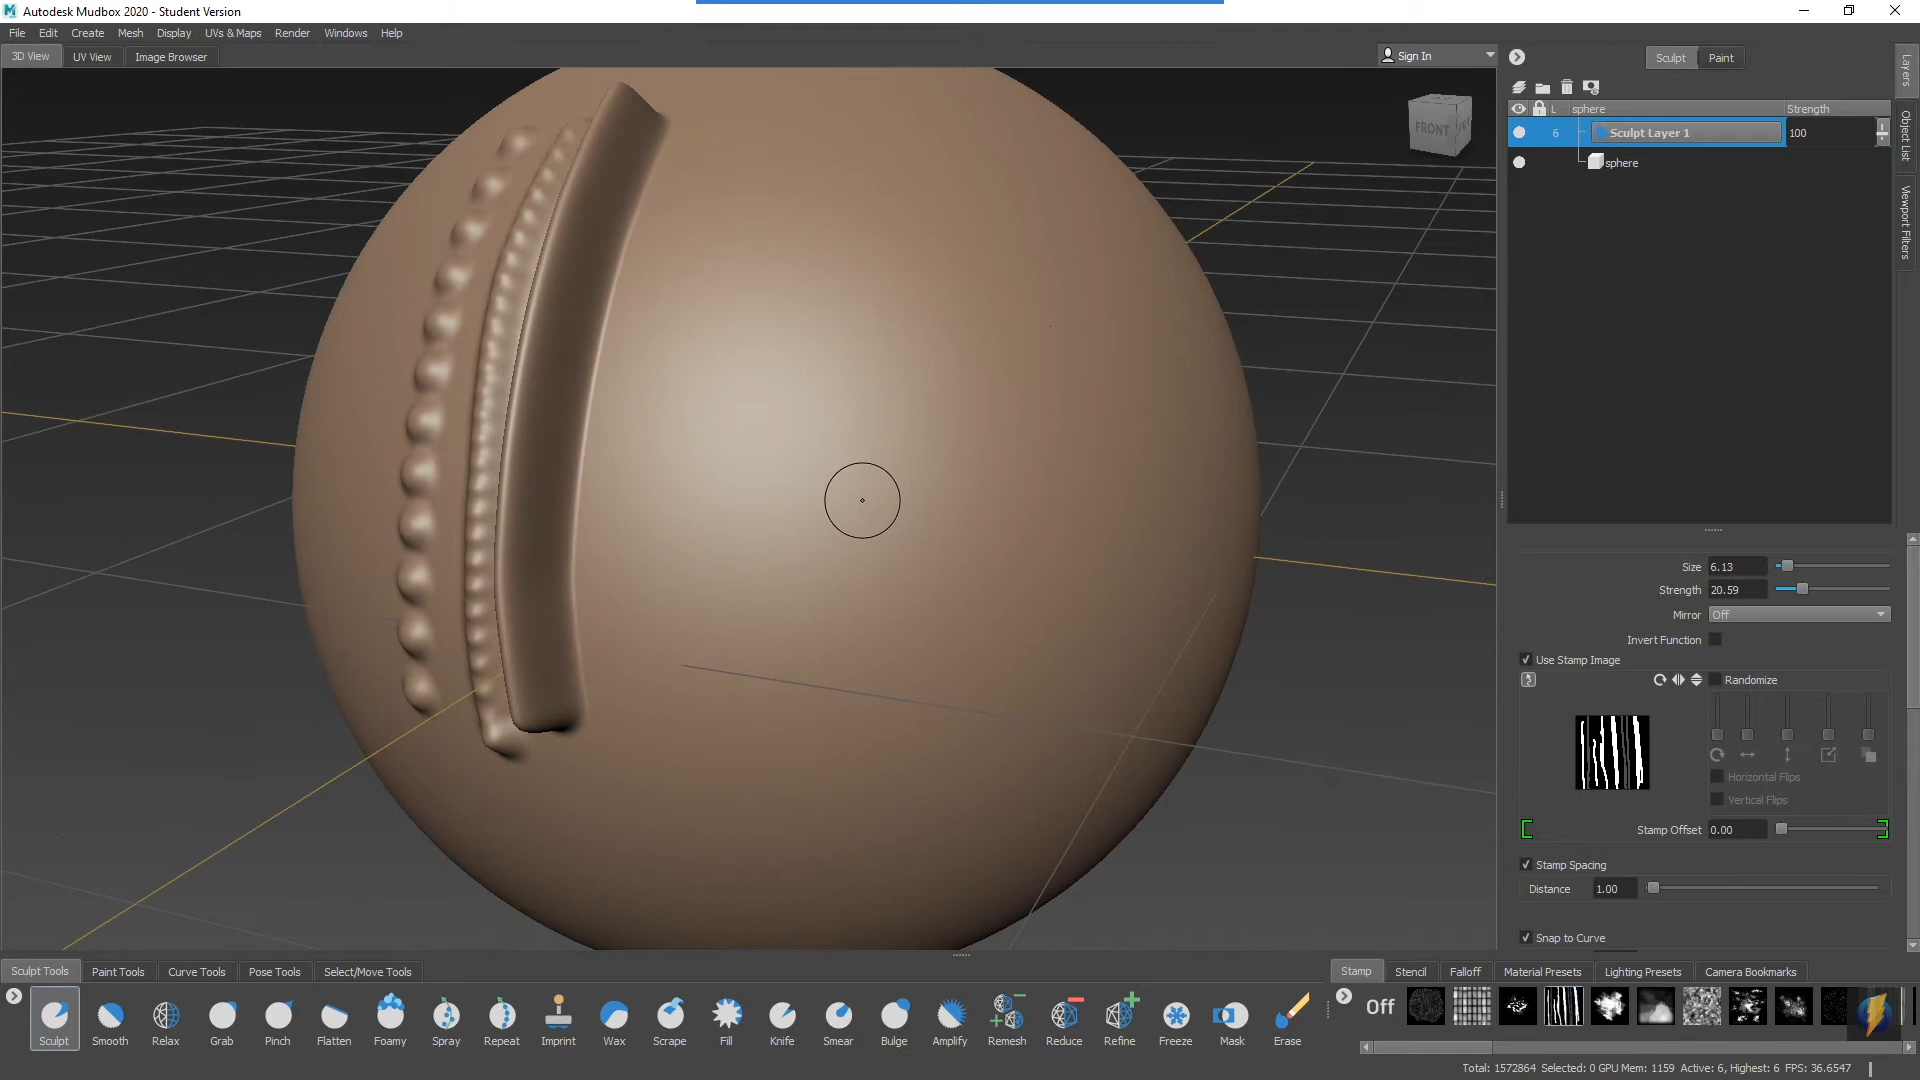 Autodesk Mudbox 2020 - Student Version
File Edit Create Mesh Display UVs & Maps Render Windows Help
3D View UV View Image Browser
Sign In
Sculpt Paint
L sphere Strength
6 Sculpt Layer 1 100
sphere
Layers
Object List
Viewport Filters
FRONT
Size 6.13
Strength 20.59
Mirror Off
Invert Function
Use Stamp Image
Randomize
Horizontal Flips
Vertical Flips
Stamp Offset 0.00
Stamp Spacing
Distance 1.00
Snap to Curve
Sculpt Tools Paint Tools Curve Tools Pose Tools Select/Move Tools
Stamp Stencil Falloff Material Presets Lighting Presets Camera Bookmarks
Off
Sculpt Smooth Relax Grab Pinch Flatten Foamy Spray Repeat Imprint Wax Scrape Fill Knife Smear Bulge Amplify Remesh Reduce Refine Freeze Mask Erase
Total: 1572864 Selected: 0 GPU Mem: 1159 Active: 6, Highest: 6 FPS: 36.6547